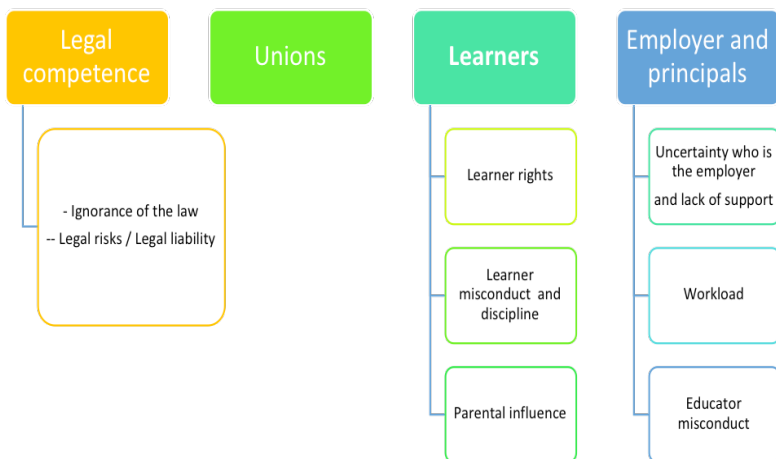 Legal
competence
- Ignorance of the law
-- Legal risks / Legal liability
Unions
Learners
Learner rights
Learner
misconduct and
discipline
Parental influence
Employer and
principals
Uncertainty who is
the employer
and lack of support
Workload
Educator
misconduct